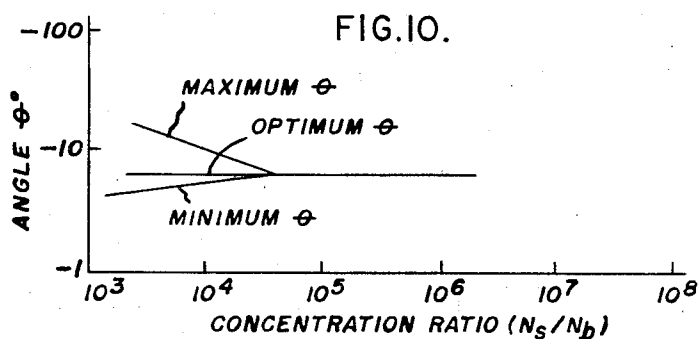 FIG.10.
-100
MAXIMUM θ
OPTIMUM θ
-10
ANGLE θ°
MINIMUM θ
-1
10³ 10⁴ 10⁵ 10⁶ 10⁷ 10⁸
CONCENTRATION RATIO (Ns/Nb)